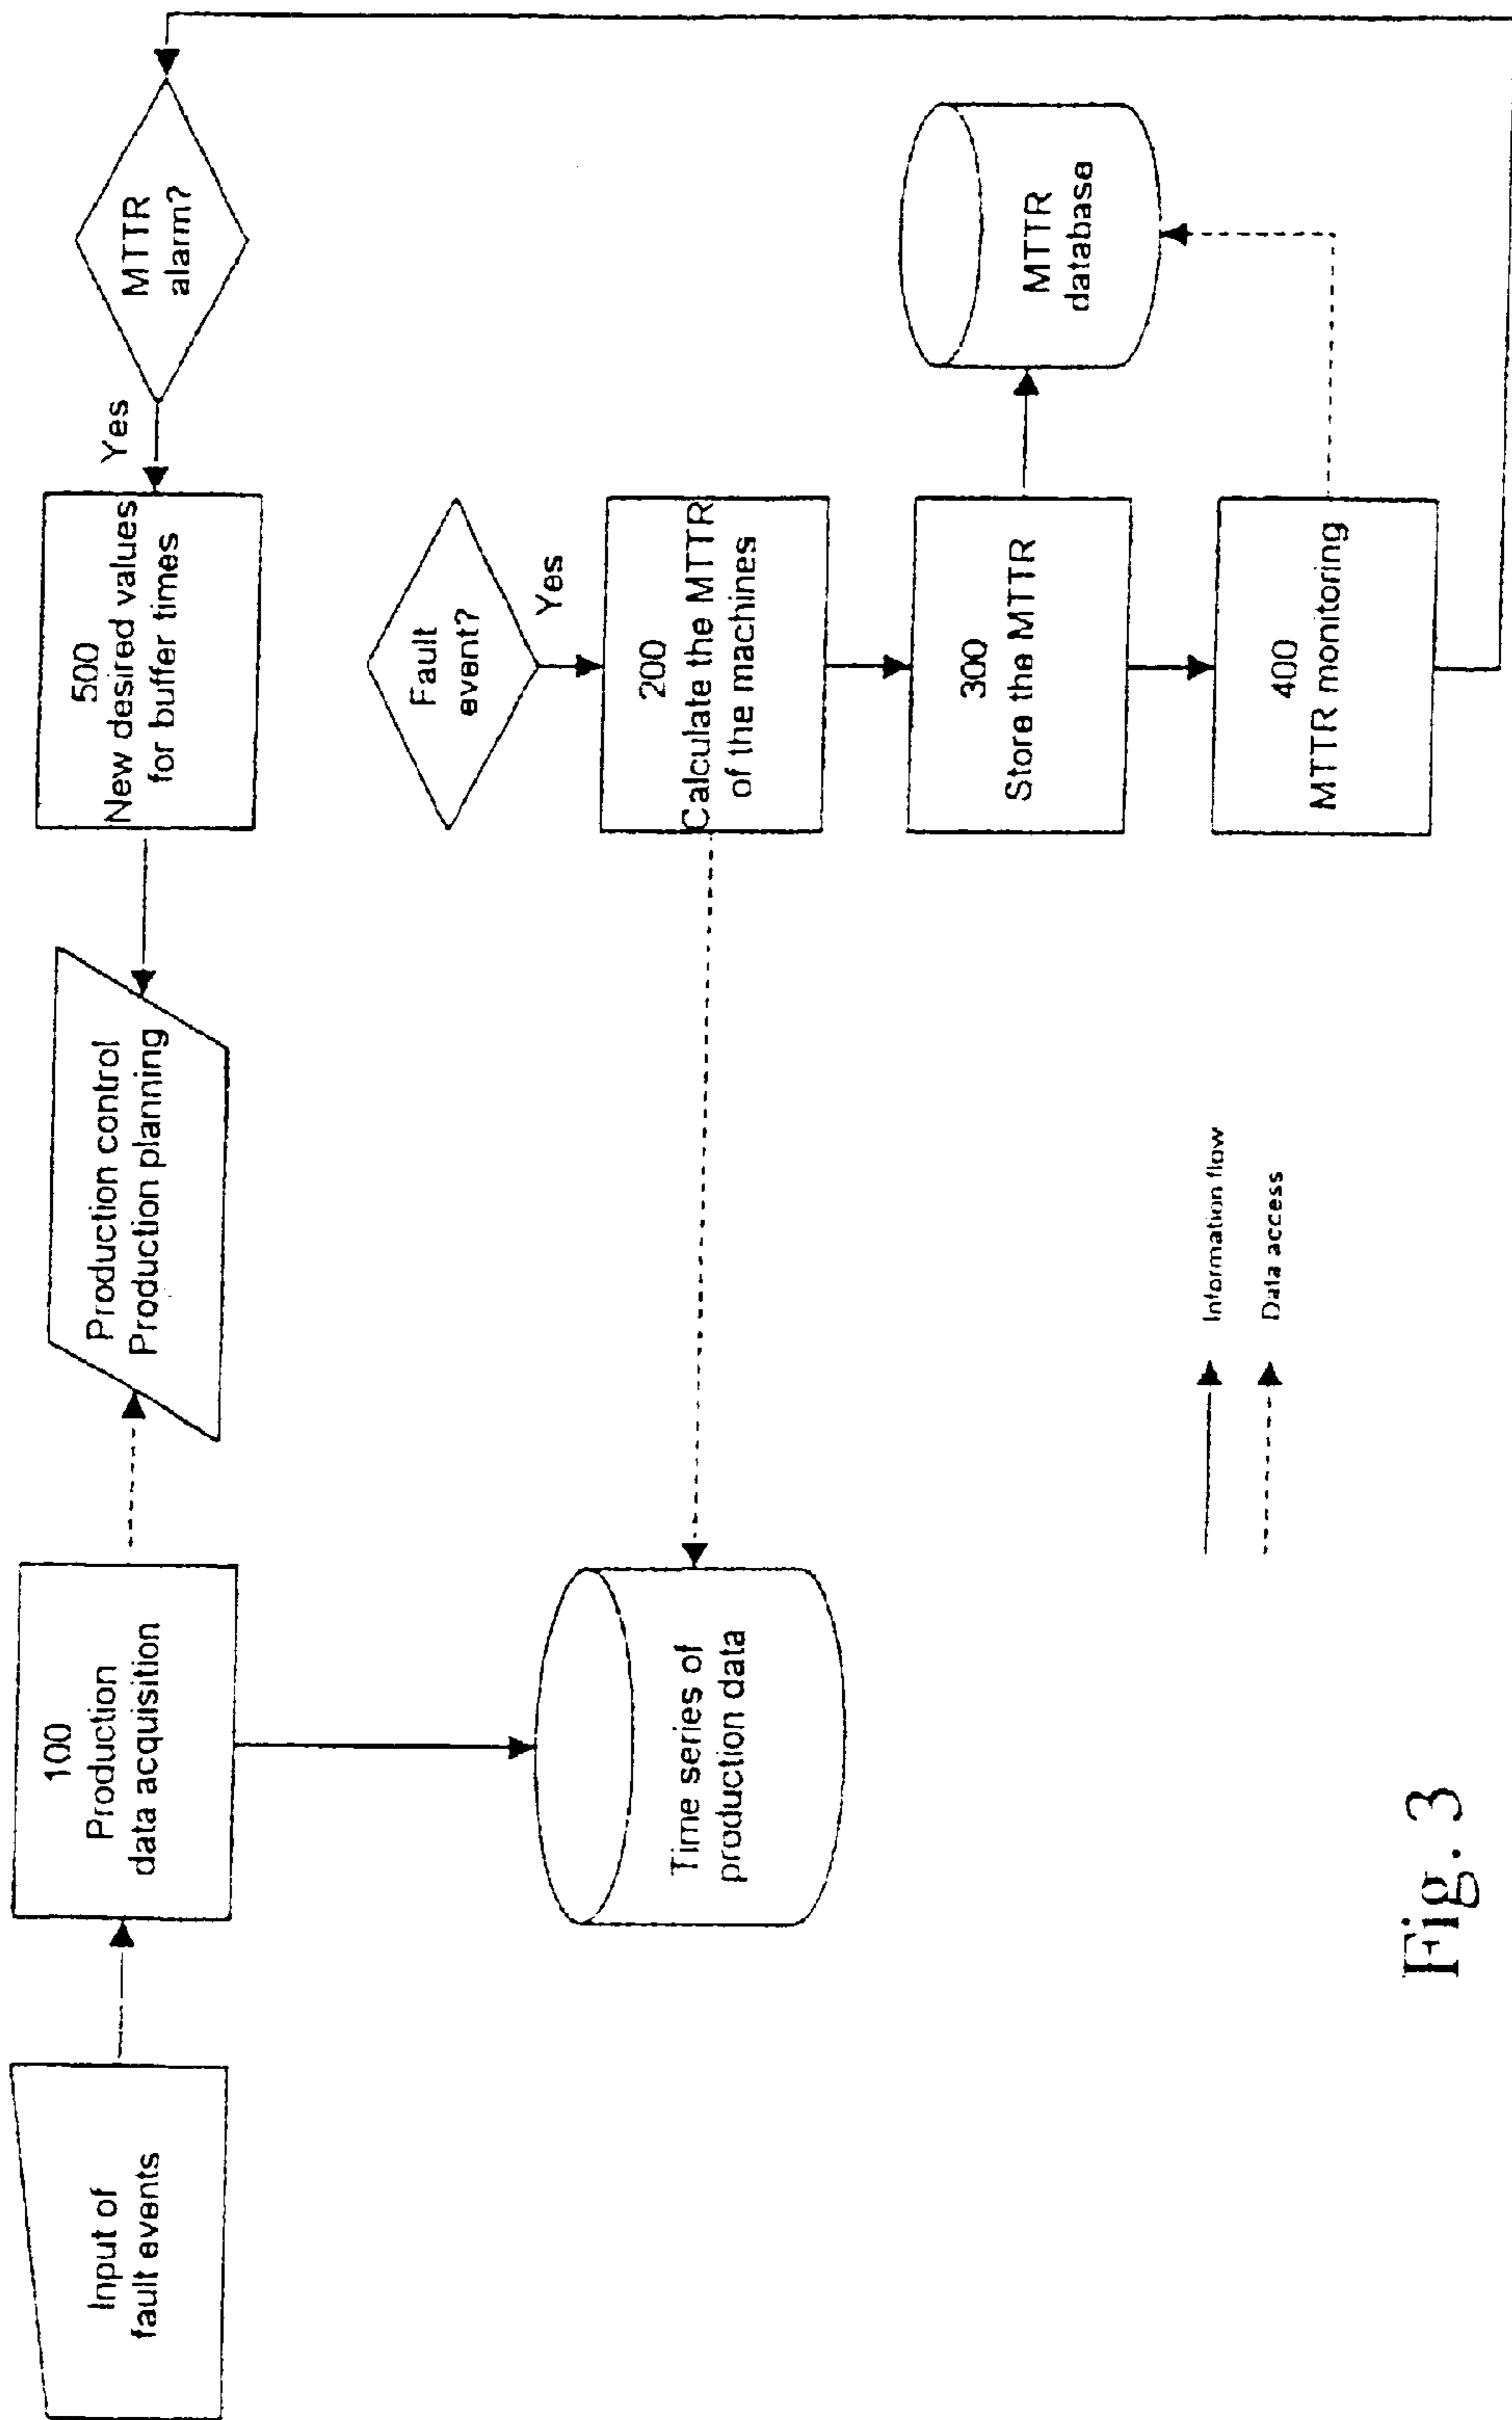 Input of
fault events
100
Production
data acquisition
Production control
Production planning
500
New desired values
for buffer times
Yes
MTTR
alarm?
Fault
event?
Yes
Time series of
production data
200
Calculate the MTTR
of the machines
300
Store the MTTR
MTTR
database
400
MTTR monitoring
Information flow
Data access
Fig. 3